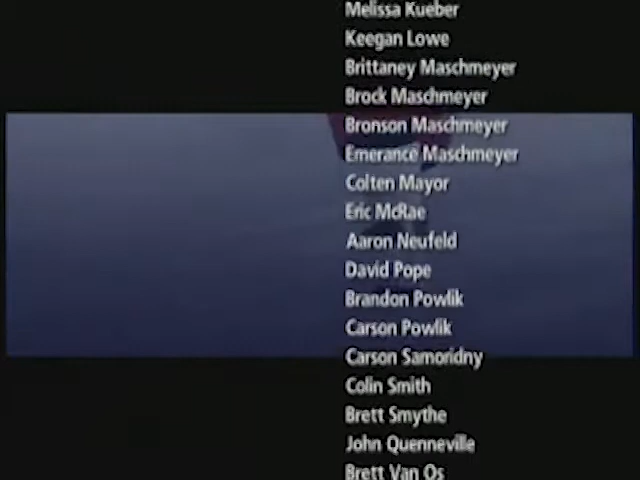 Melissa Kueber
Keegan Lowe
Brittaney Maschmeyer
Brock Maschmeyer
Bronson Maschmeyer
Emerance Maschmeyer
Colten Mayor
Eric McRae
Aaron Neufeld
David Pope
Brandon Powlik
Carson Powlik
Carson Samoridny
Colin Smith
Brett Smythe
John Quenneville
Brett Van Os